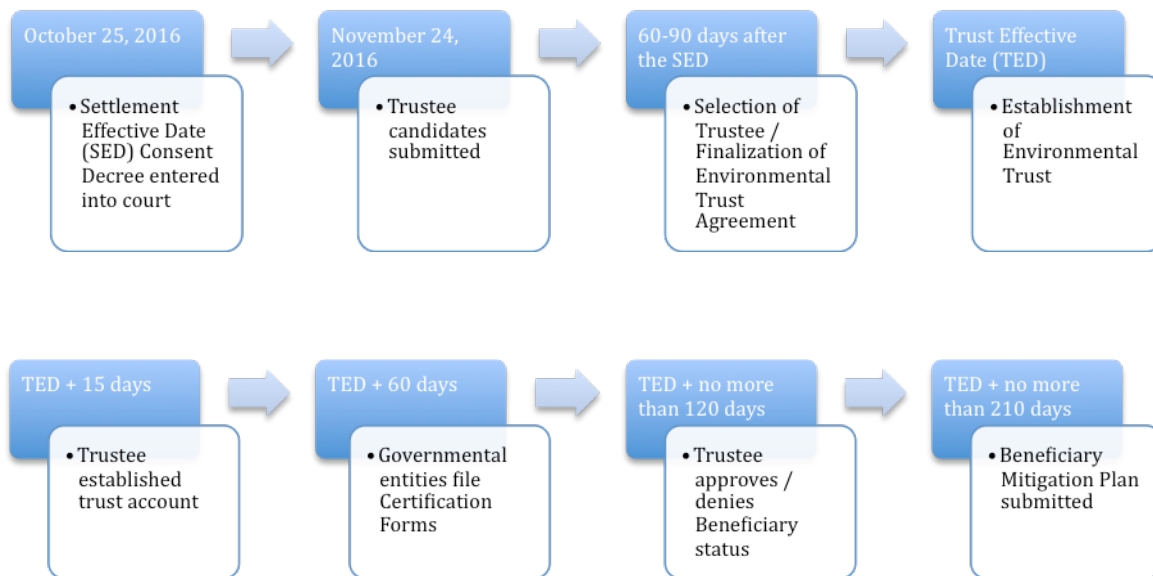 October 25, 2016
• Settlement
Effective Date
(SED) Consent
Decree entered
into court
November 24,
2016
• Trustee
candidates
submitted
60-90 days after
the SED
• Selection of
Trustee /
Finalization of
Environmental
Trust
Agreement
Trust Effective
Date (TED)
• Establishment
of
Environmental
Trust
TED + 15 days
• Trustee
established
trust account
TED + 60 days
• Governmental
entities file
Certification
Forms
TED + no more
than 120 days
• Trustee
approves /
denies
Beneficiary
status
TED + no more
than 210 days
• Beneficiary
Mitigation Plan
submitted